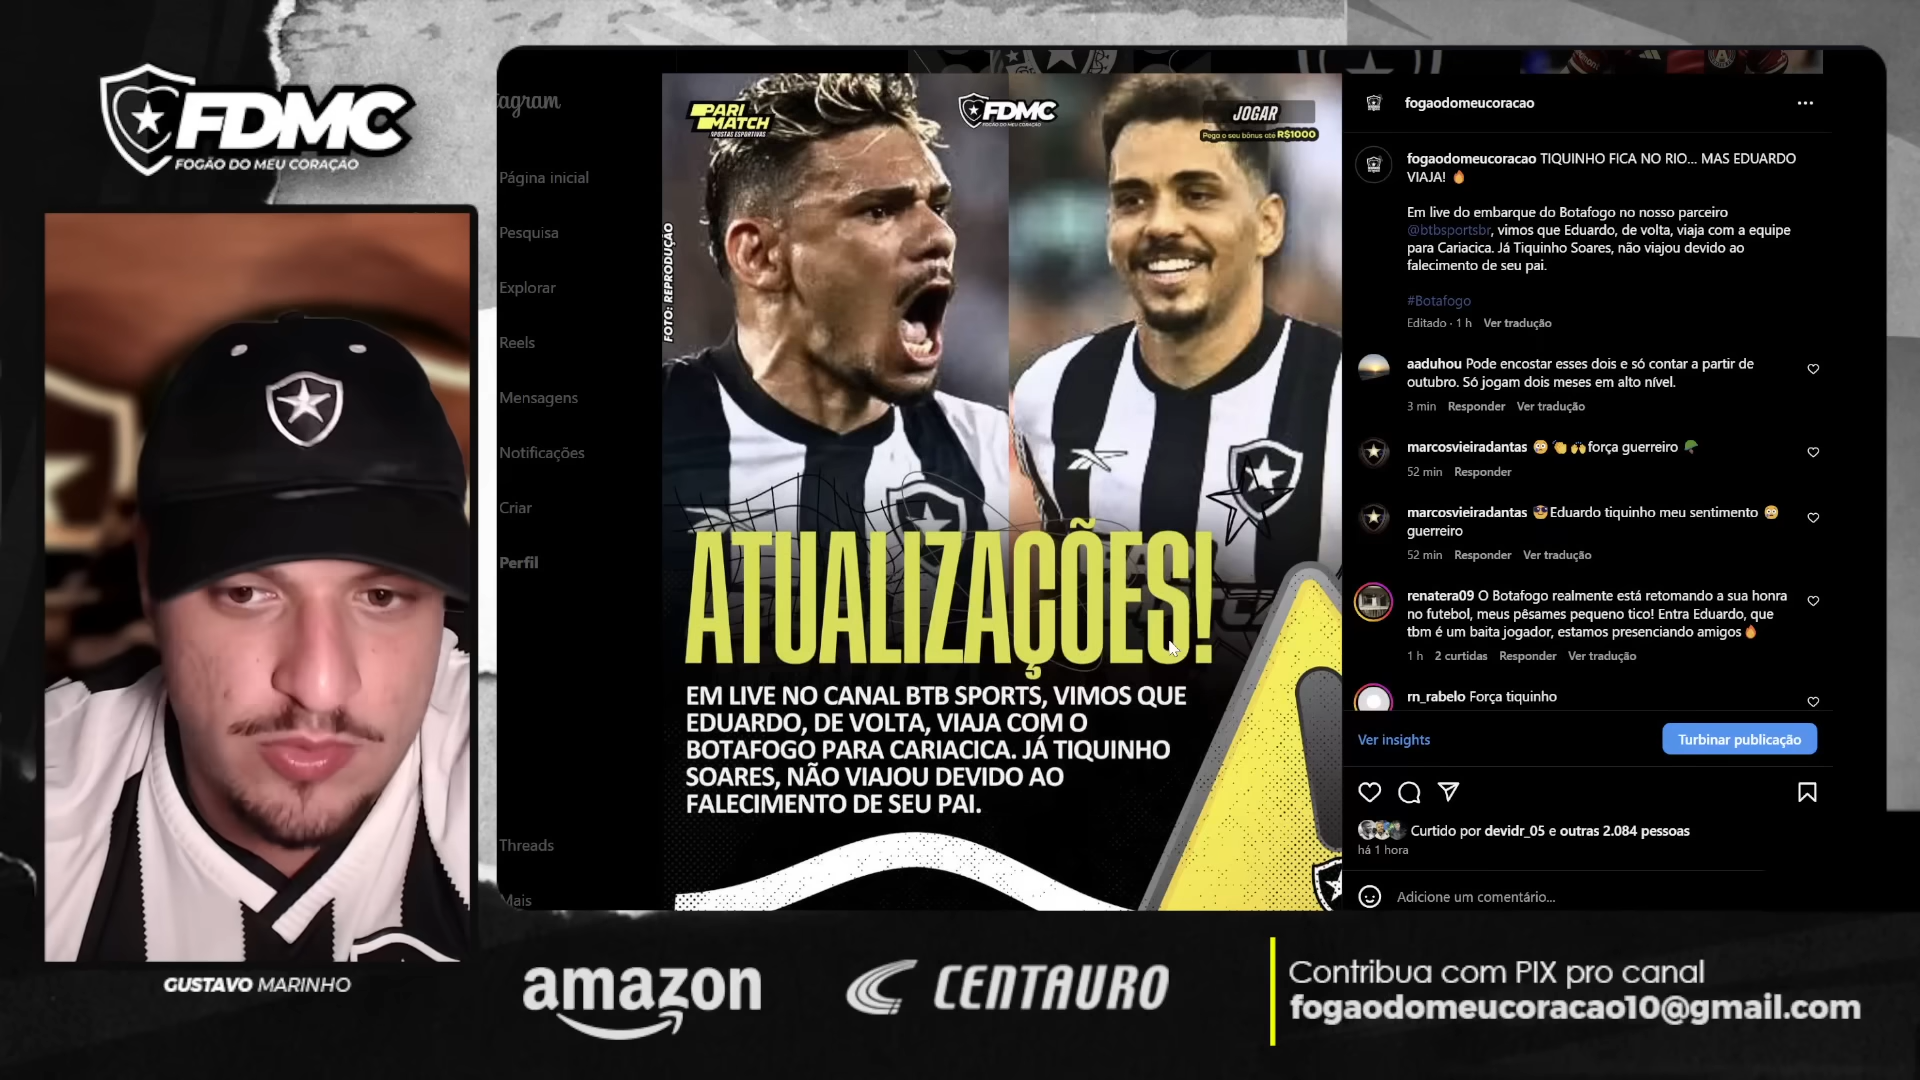 FDMC
FOGÃO DO MEU CORAÇÃO
GUSTAVO MARINHO
tagram
Página inicial
Pesquisa
Explorar
Reels
Mensagens
Notificações
Criar
Perfil
Threads
Mais
PARI
MATCH
APOSTAS ESPORTIVAS
FDMC
FOGÃO DO MEU CORAÇÃO
JOGAR
Pega o seu bônus até R$1000
FOTO: REPRODUÇÃO
ATUALIZAÇÕES!
EM LIVE NO CANAL BTB SPORTS, VIMOS QUE
EDUARDO, DE VOLTA, VIAJA COM O
BOTAFOGO PARA CARIACICA. JÁ TIQUINHO
SOARES, NÃO VIAJOU DEVIDO AO
FALECIMENTO DE SEU PAI.
fogaodomeucoracao
fogaodomeucoracao TIQUINHO FICA NO RIO... MAS EDUARDO
VIAJA! 🔥
Em live do embarque do Botafogo no nosso parceiro
@btbsportsbr, vimos que Eduardo, de volta, viaja com a equipe
para Cariacica. Já Tiquinho Soares, não viajou devido ao
falecimento de seu pai.
#Botafogo
Editado · 1 h Ver tradução
aaduhou Pode encostar esses dois e só contar a partir de
outubro. Só jogam dois meses em alto nível.
3 min Responder Ver tradução
marcosvieiradantas força guerreiro
52 min Responder
marcosvieiradantas Eduardo tiquinho meu sentimento
guerreiro
52 min Responder Ver tradução
renatera09 O Botafogo realmente está retomando a sua honra
no futebol, meus pêsames pequeno tico! Entra Eduardo, que
tbm é um baita jogador, estamos presenciando amigos 🔥
1 h 2 curtidas Responder Ver tradução
rn_rabelo Força tiquinho
Ver insights
Turbinar publicação
Curtido por devidr_05 e outras 2.084 pessoas
há 1 hora
Adicione um comentário...
amazon
CENTAURO
Contribua com PIX pro canal
fogaodomeucoracao10@gmail.com